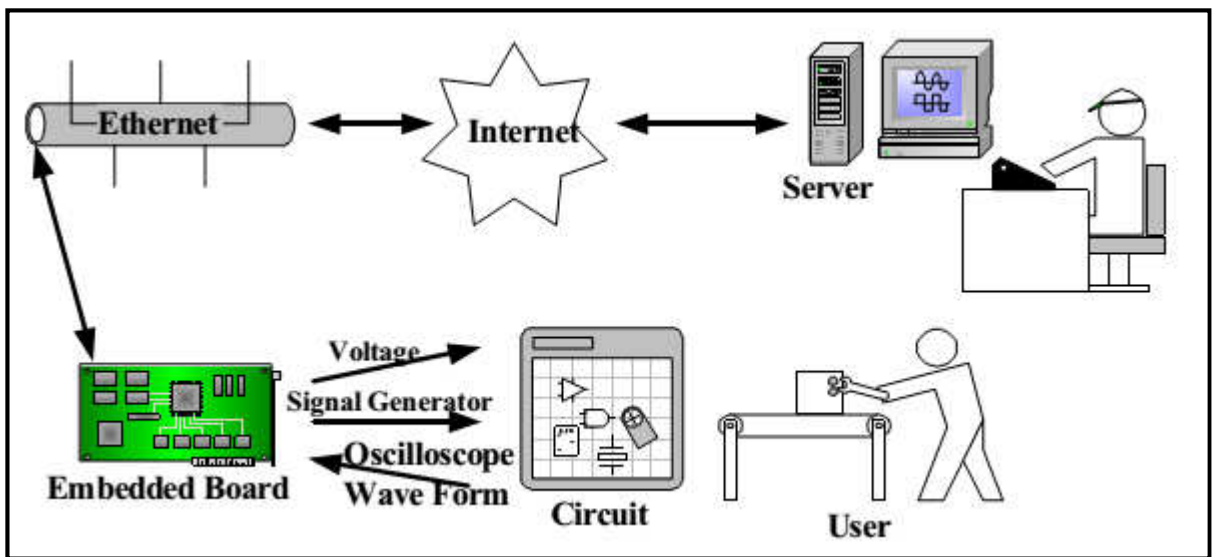 Ethernet
Internet
Server
Voltage
Signal Generator
Oscilloscope
Wave Form
Embedded Board
Circuit
User